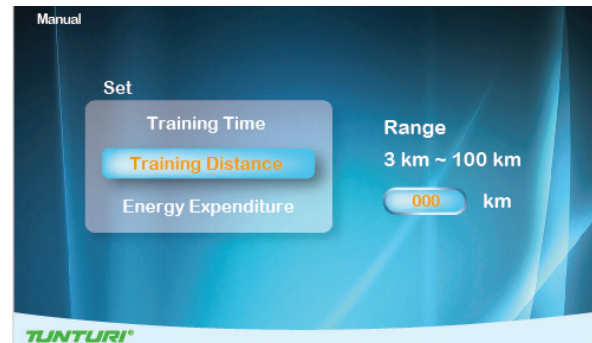 Manual
Set
Training Time
Training Distance
Energy Expenditure
Range
3 km ~ 100 km
000 km
TUNTURI®